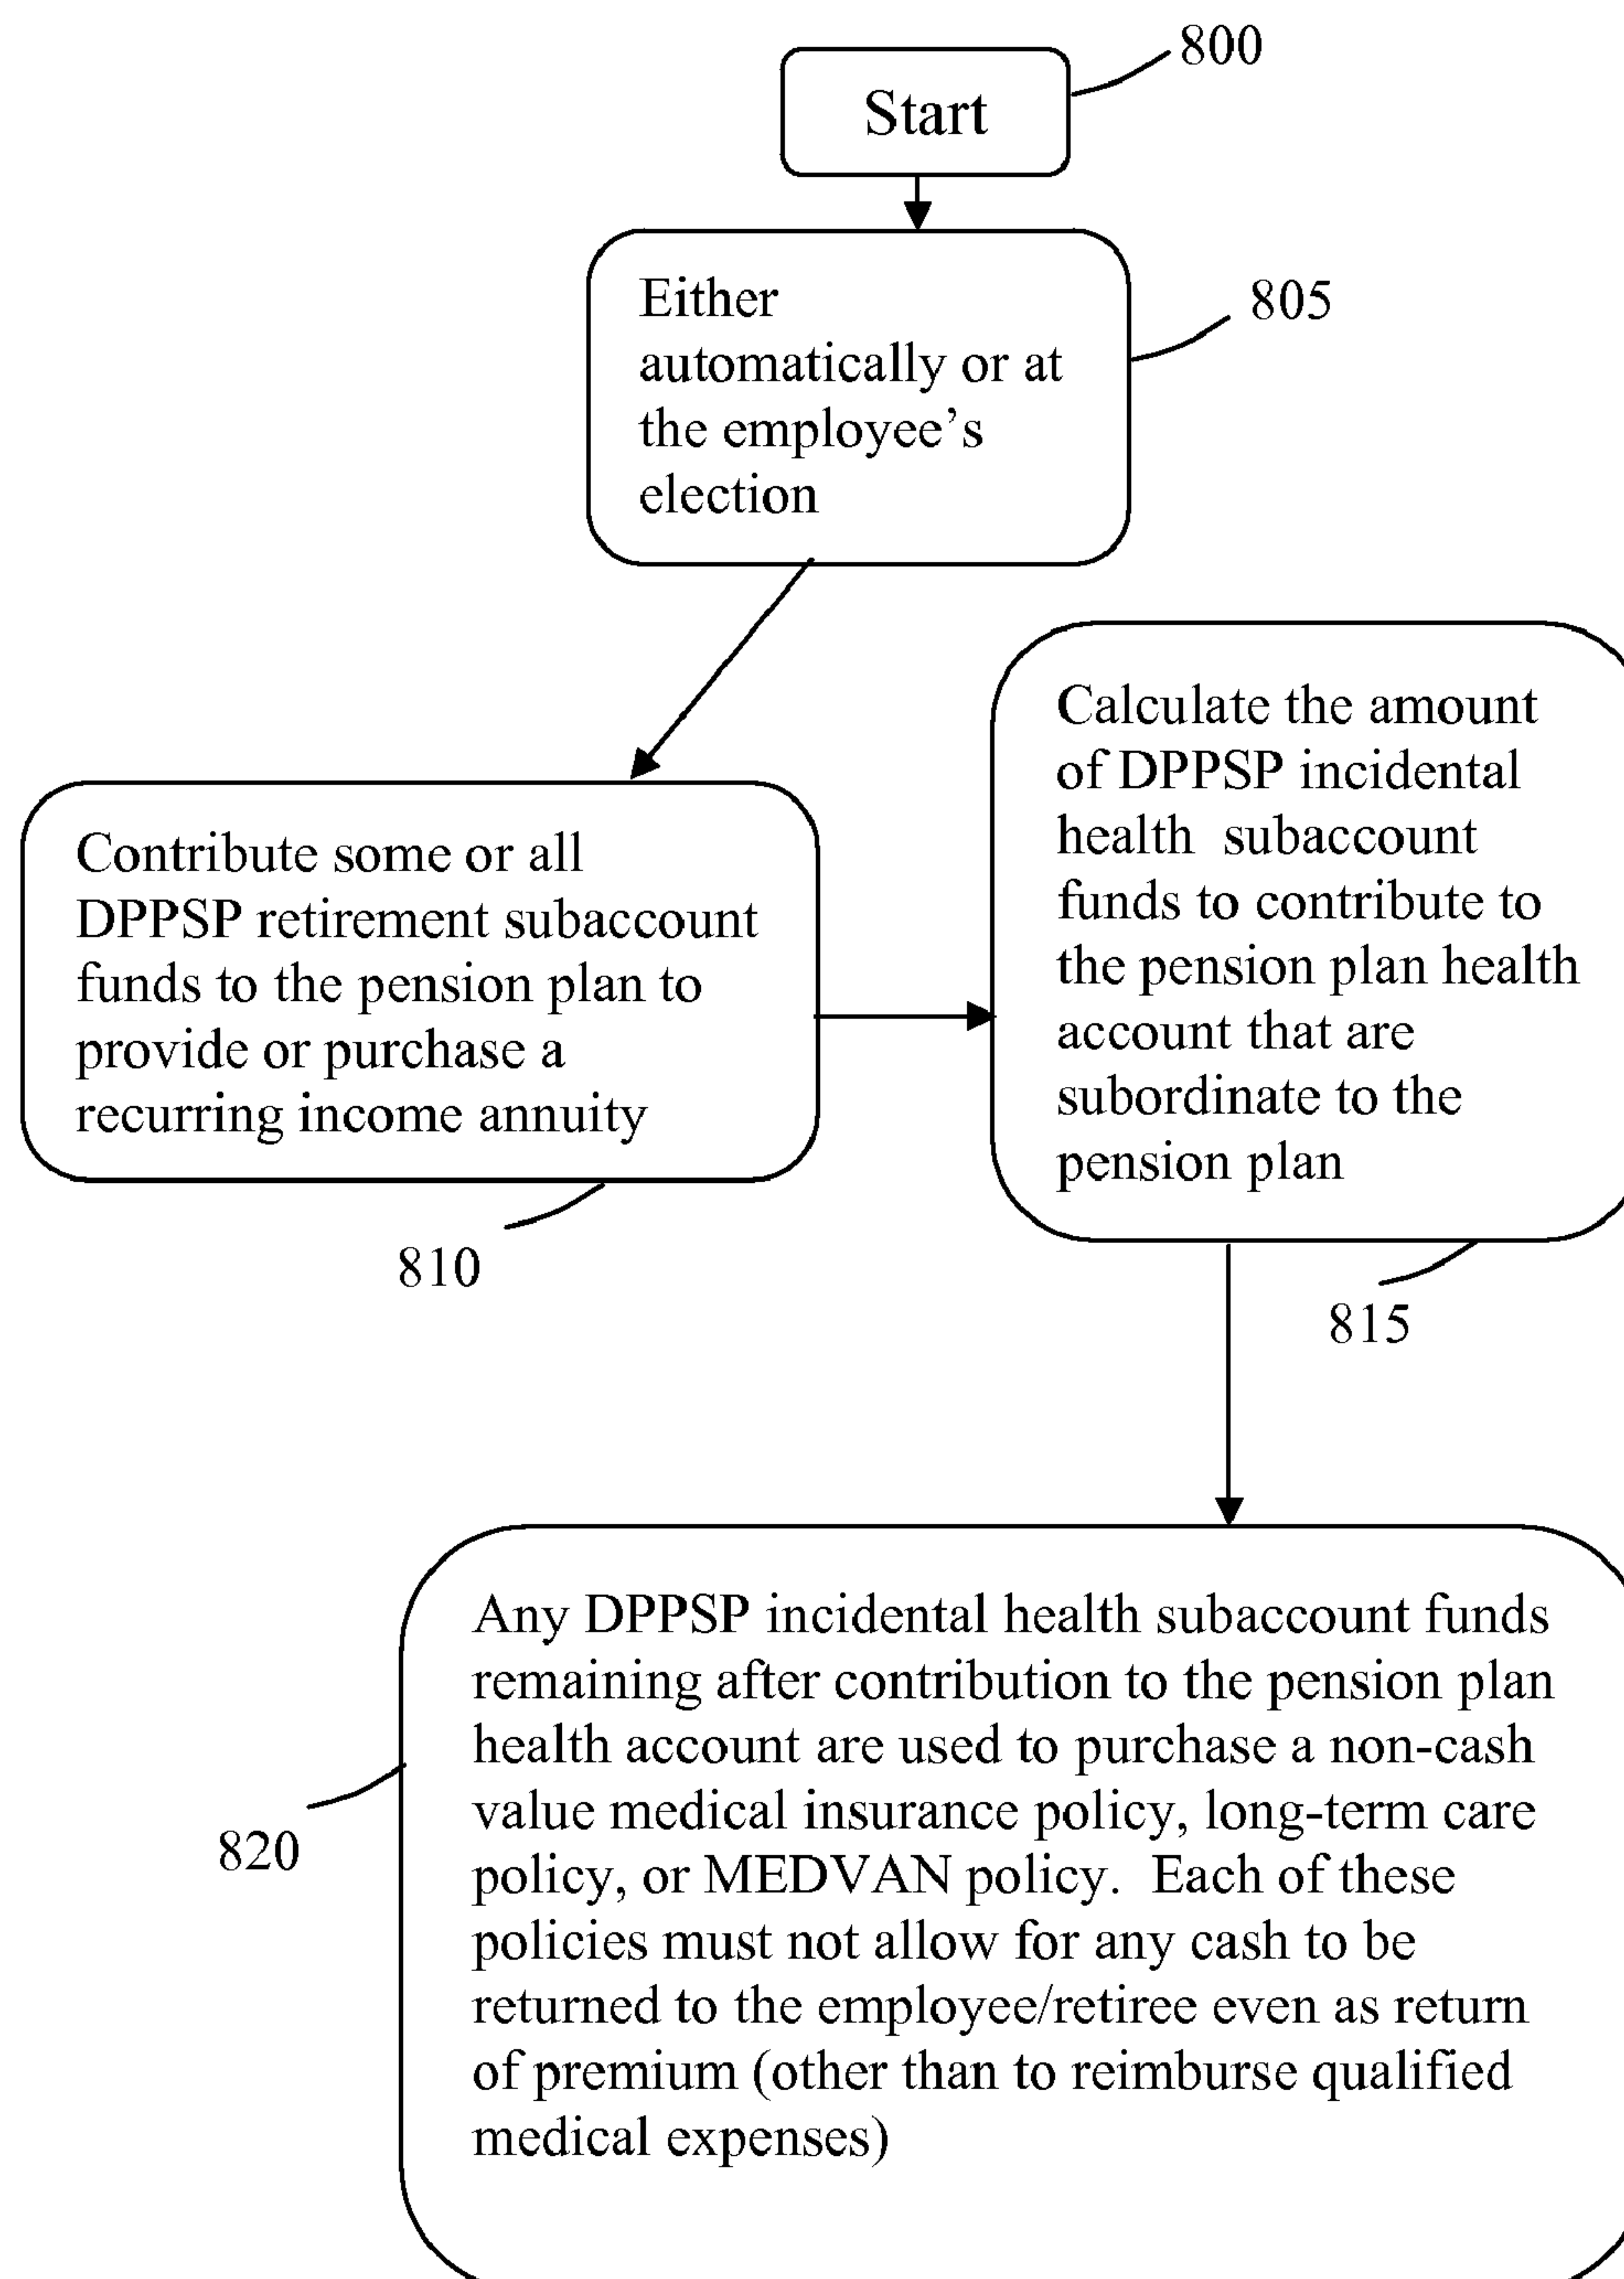 800
Start
Either
automatically or at
the employee's
election
805
Contribute some or all
DPPSP retirement subaccount
funds to the pension plan to
provide or purchase a
recurring income annuity
810
Calculate the amount
of DPPSP incidental
health  subaccount
funds to contribute to
the pension plan health
account that are
subordinate to the
pension plan
815
Any DPPSP incidental health subaccount funds
remaining after contribution to the pension plan
health account are used to purchase a non-cash
value medical insurance policy, long-term care
policy, or MEDVAN policy.  Each of these
policies must not allow for any cash to be
returned to the employee/retiree even as return
of premium (other than to reimburse qualified
medical expenses)
820